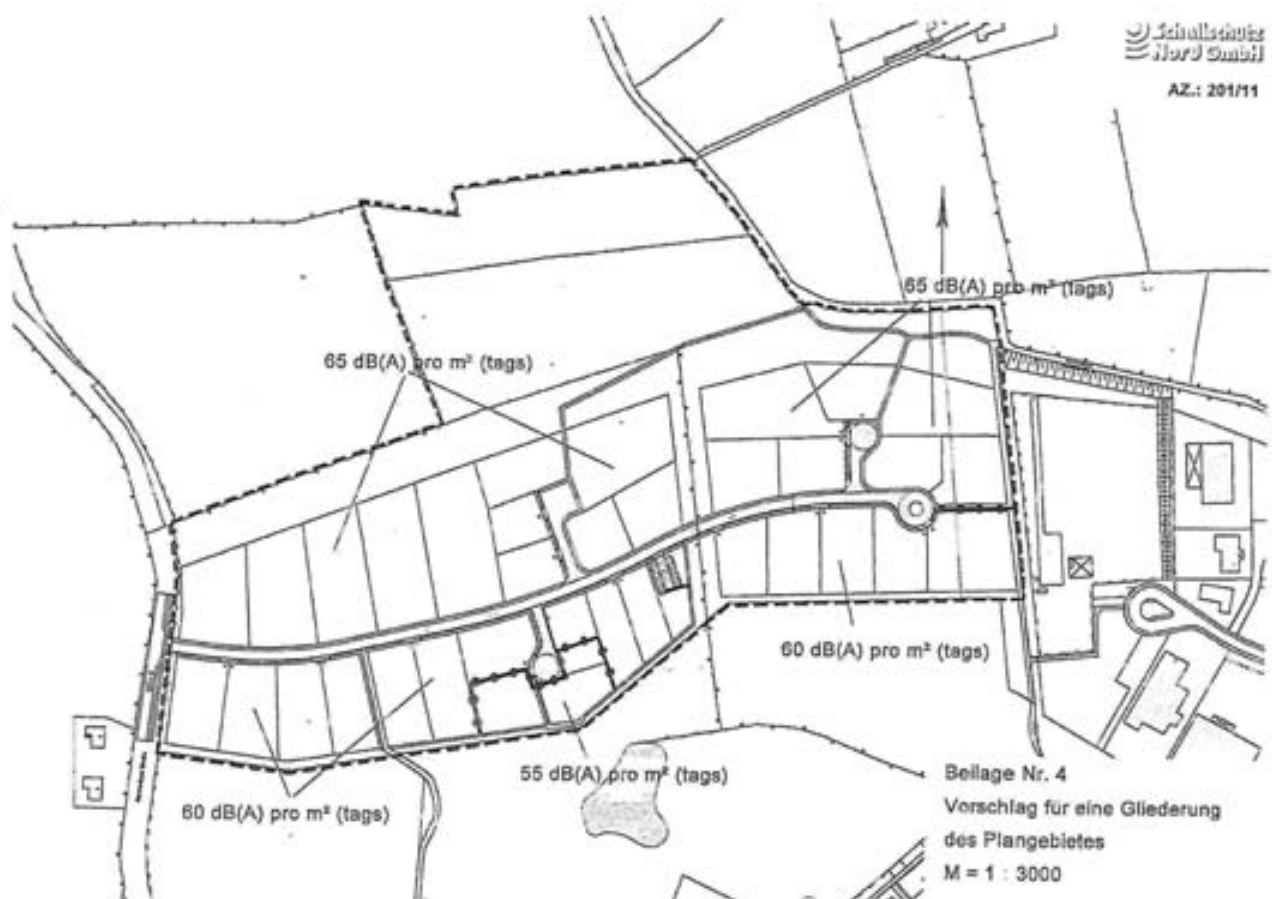 Schallschutz
Nord GmbH
AZ.: 201/11
65 dB(A) pro m² (tags)
65 dB(A) pro m² (tags)
60 dB(A) pro m² (tags)
55 dB(A) pro m² (tags)
60 dB(A) pro m² (tags)
Beilage Nr. 4
Vorschlag für eine Gliederung
des Plangebietes
M = 1 : 3000